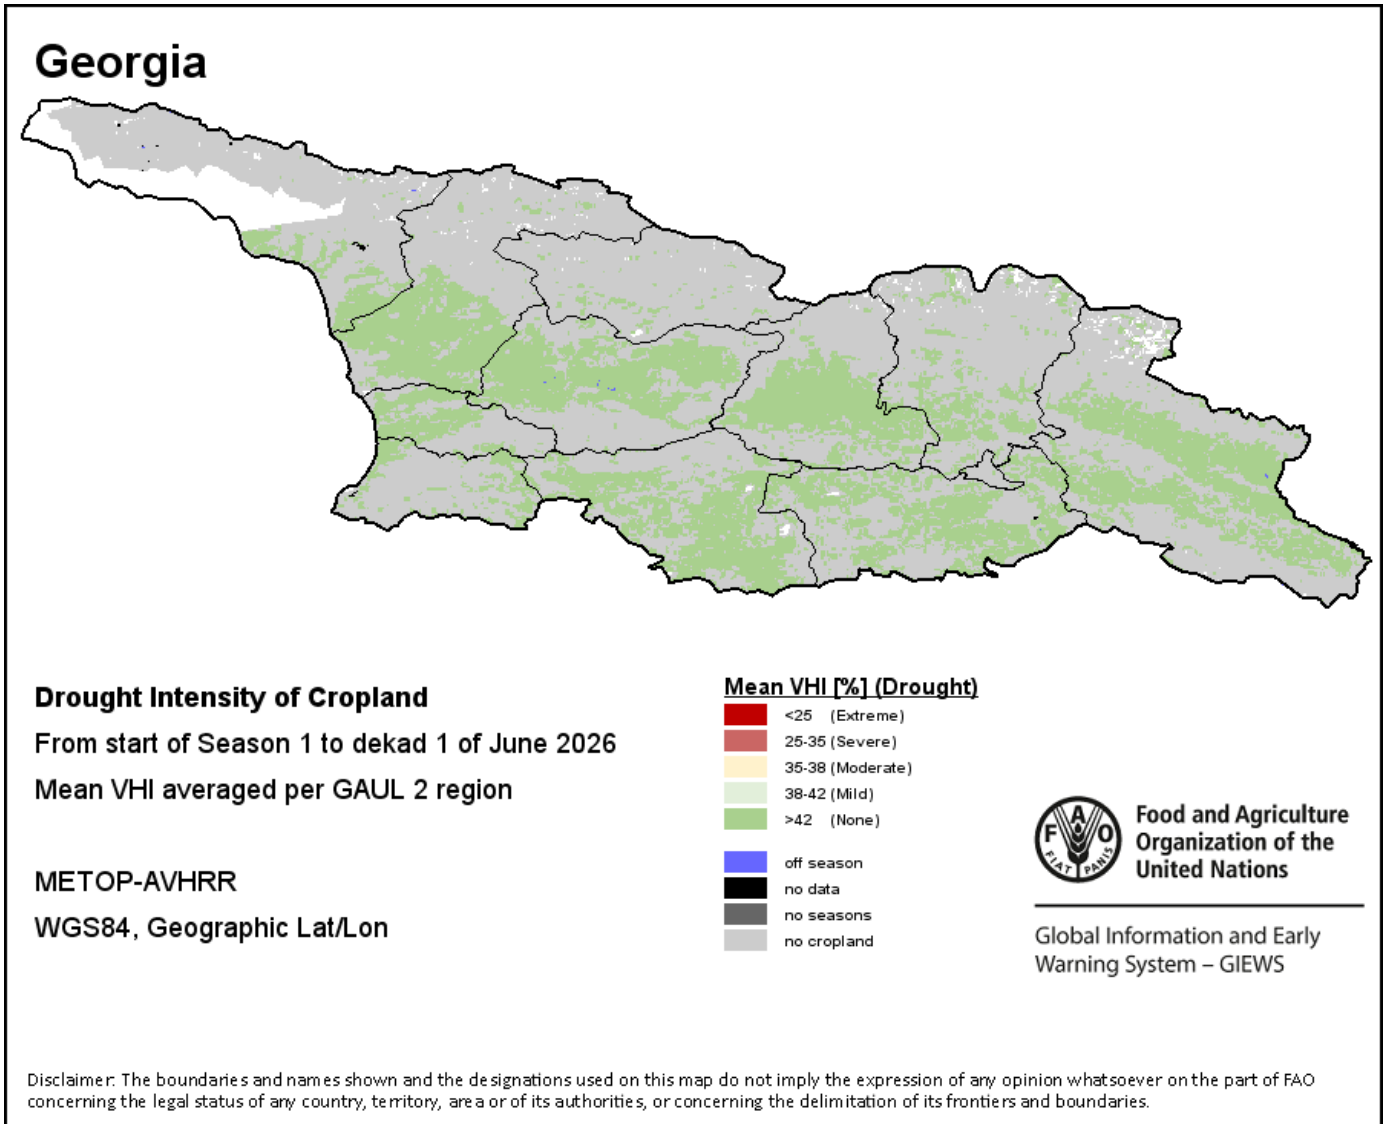 Georgia
Drought Intensity of Cropland
From start of Season 1 to dekad 1 of June 2026
Mean VHI averaged per GAUL 2 region
METOP-AVHRR
WGS84, Geographic Lat/Lon
Mean VHI [%] (Drought)
<25 (Extreme)
25-35 (Severe)
35-38 (Moderate)
38-42 (Mild)
>42 (None)
off season
no data
no seasons
no cropland
F A O
FIAT PANIS
Food and Agriculture
Organization of the
United Nations
Global Information and Early
Warning System – GIEWS
Disclaimer: The boundaries and names shown and the designations used on this map do not imply the expression of any opinion whatsoever on the part of FAO
concerning the legal status of any country, territory, area or of its authorities, or concerning the delimitation of its frontiers and boundaries.